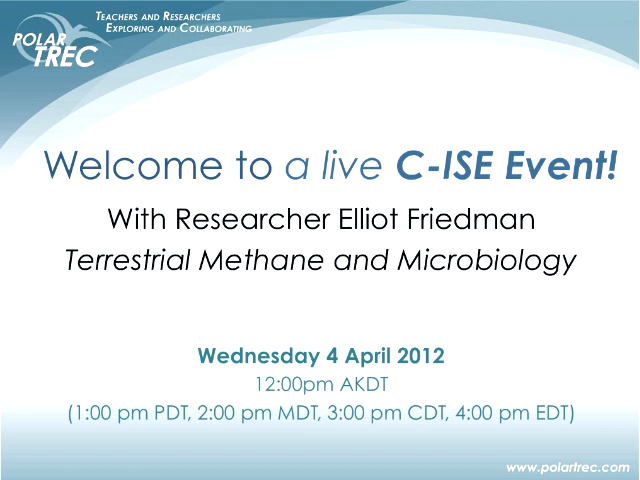 Teachers and Researchers
Exploring and Collaborating
POLAR
TREC
Welcome to a live C-ISE Event!
With Researcher Elliot Friedman
Terrestrial Methane and Microbiology
Wednesday 4 April 2012
12:00pm AKDT
(1:00 pm PDT, 2:00 pm MDT, 3:00 pm CDT, 4:00 pm EDT)
www.polartrec.com